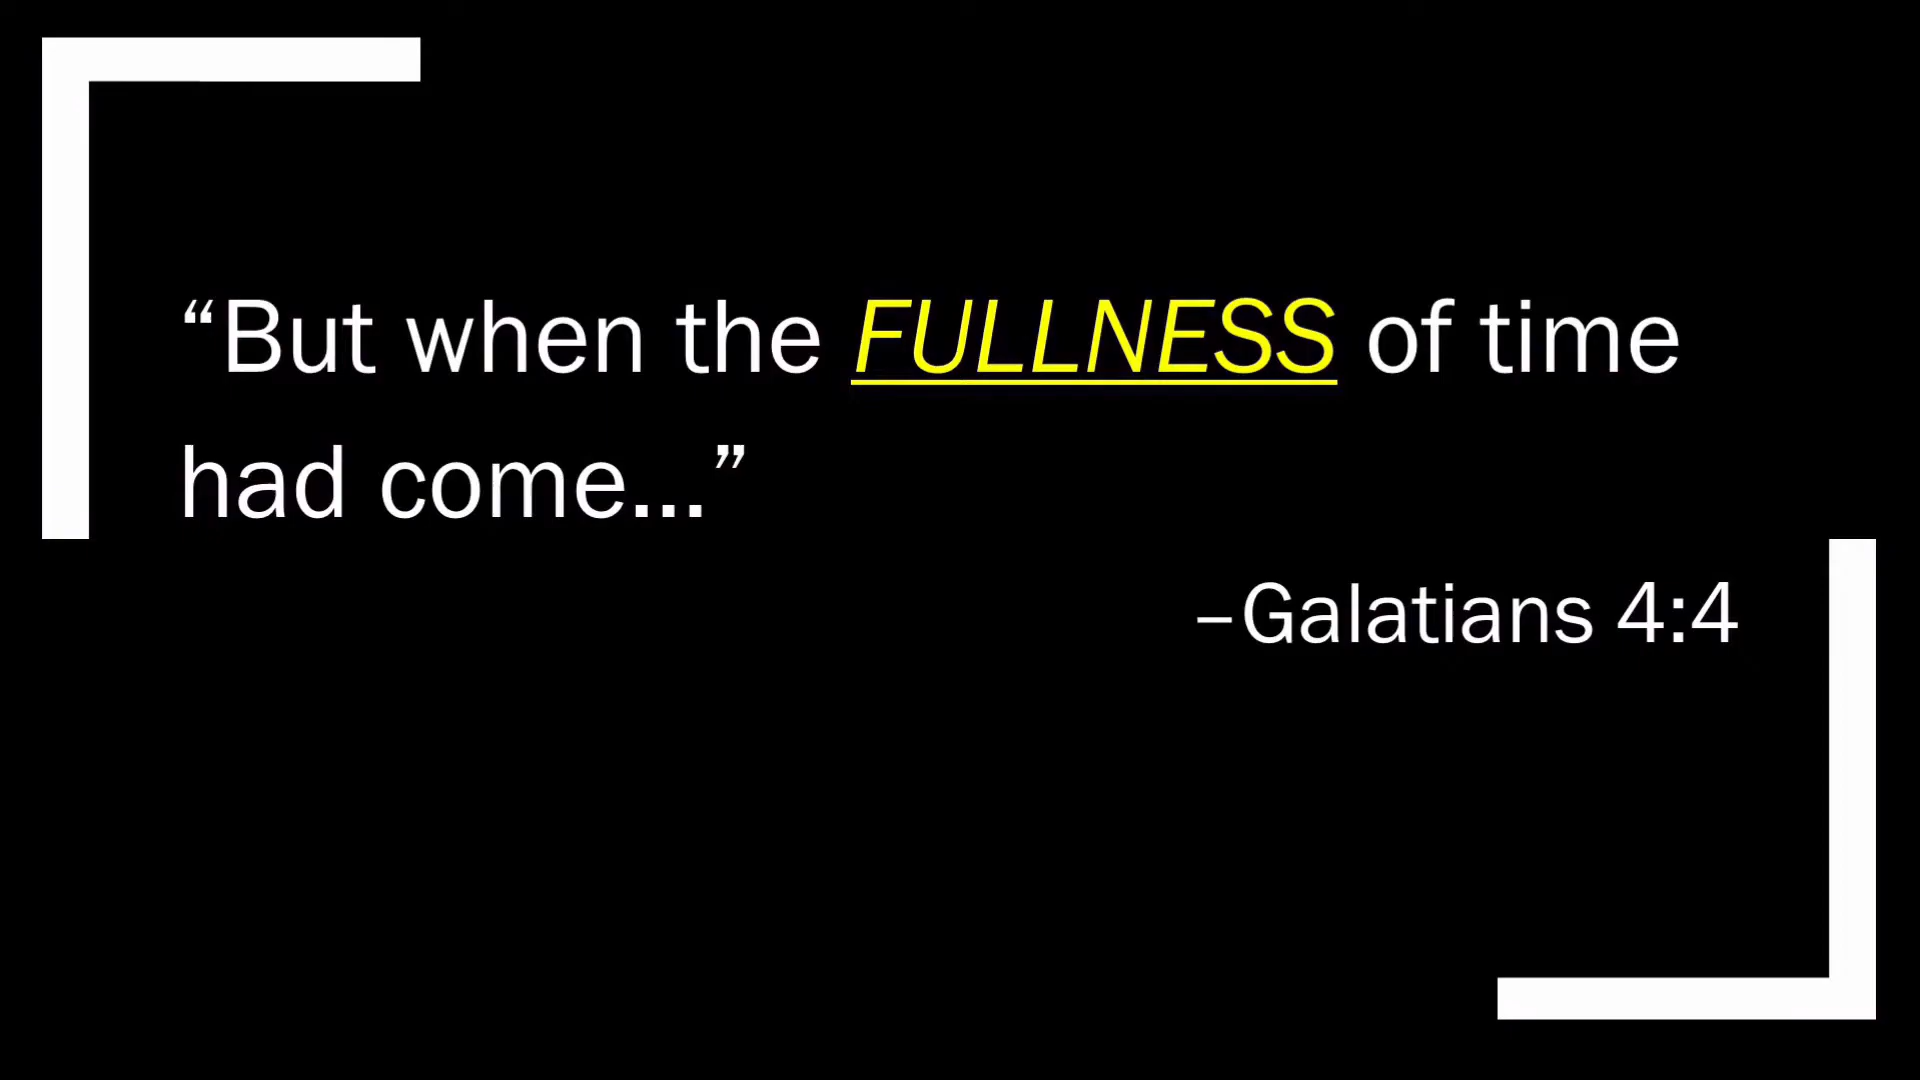 “But when the FULLNESS of time
had come...”
–Galatians 4:4